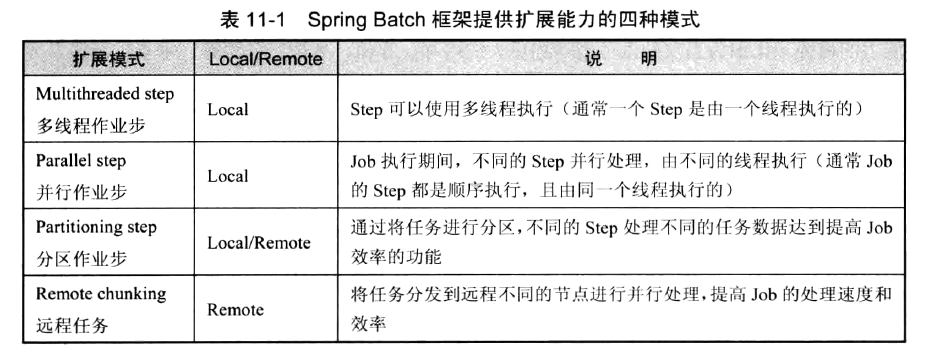 表 11-1 Spring Batch 框架提供扩展能力的四种模式
扩展模式 Local/Remote 说 明
Multithreaded step
多线程作业步
Local
Step 可以使用多线程执行（通常一个 Step 是由一个线程执行的）
Parallel step
并行作业步
Local
Job 执行期间，不同的 Step 并行处理，由不同的线程执行（通常 Job
的 Step 都是顺序执行，且由同一个线程执行的）
Partitioning step
分区作业步
Local/Remote
通过将任务进行分区，不同的 Step 处理不同的任务数据达到提高 Job
效率的功能
Remote chunking
远程任务
Remote
将任务分发到远程不同的节点进行并行处理，提高 Job 的处理速度和
效率